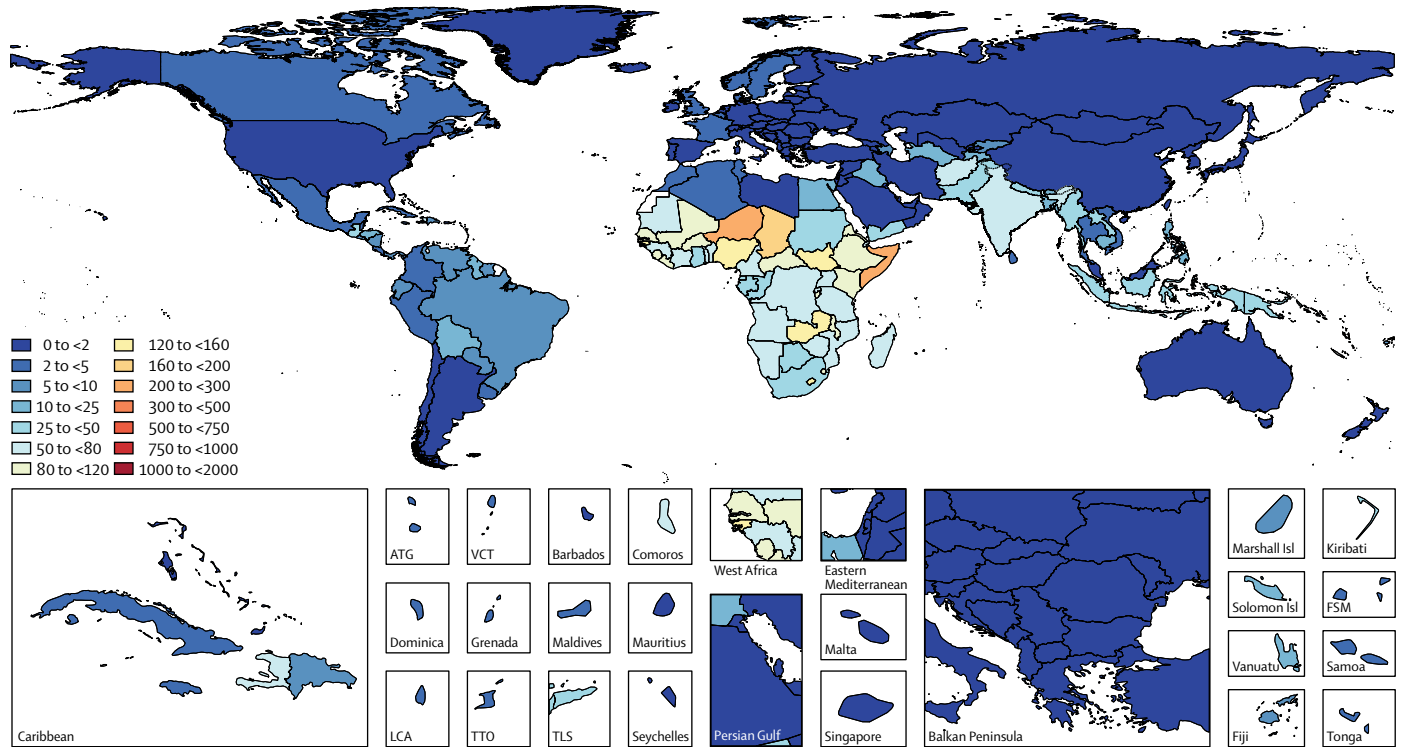 0 to <2
2 to <5
5 to <10
10 to <25
25 to <50
50 to <80
80 to <120
120 to <160
160 to <200
200 to <300
300 to <500
500 to <750
750 to <1000
1000 to <2000
Caribbean
ATG
VCT
Barbados
Comoros
Dominica
Grenada
Maldives
Mauritius
LCA
TTO
TLS
Seychelles
West Africa
Eastern
Mediterranean
Persian Gulf
Malta
Singapore
Balkan Peninsula
Marshall Isl
Kiribati
Solomon Isl
FSM
Vanuatu
Samoa
Fiji
Tonga